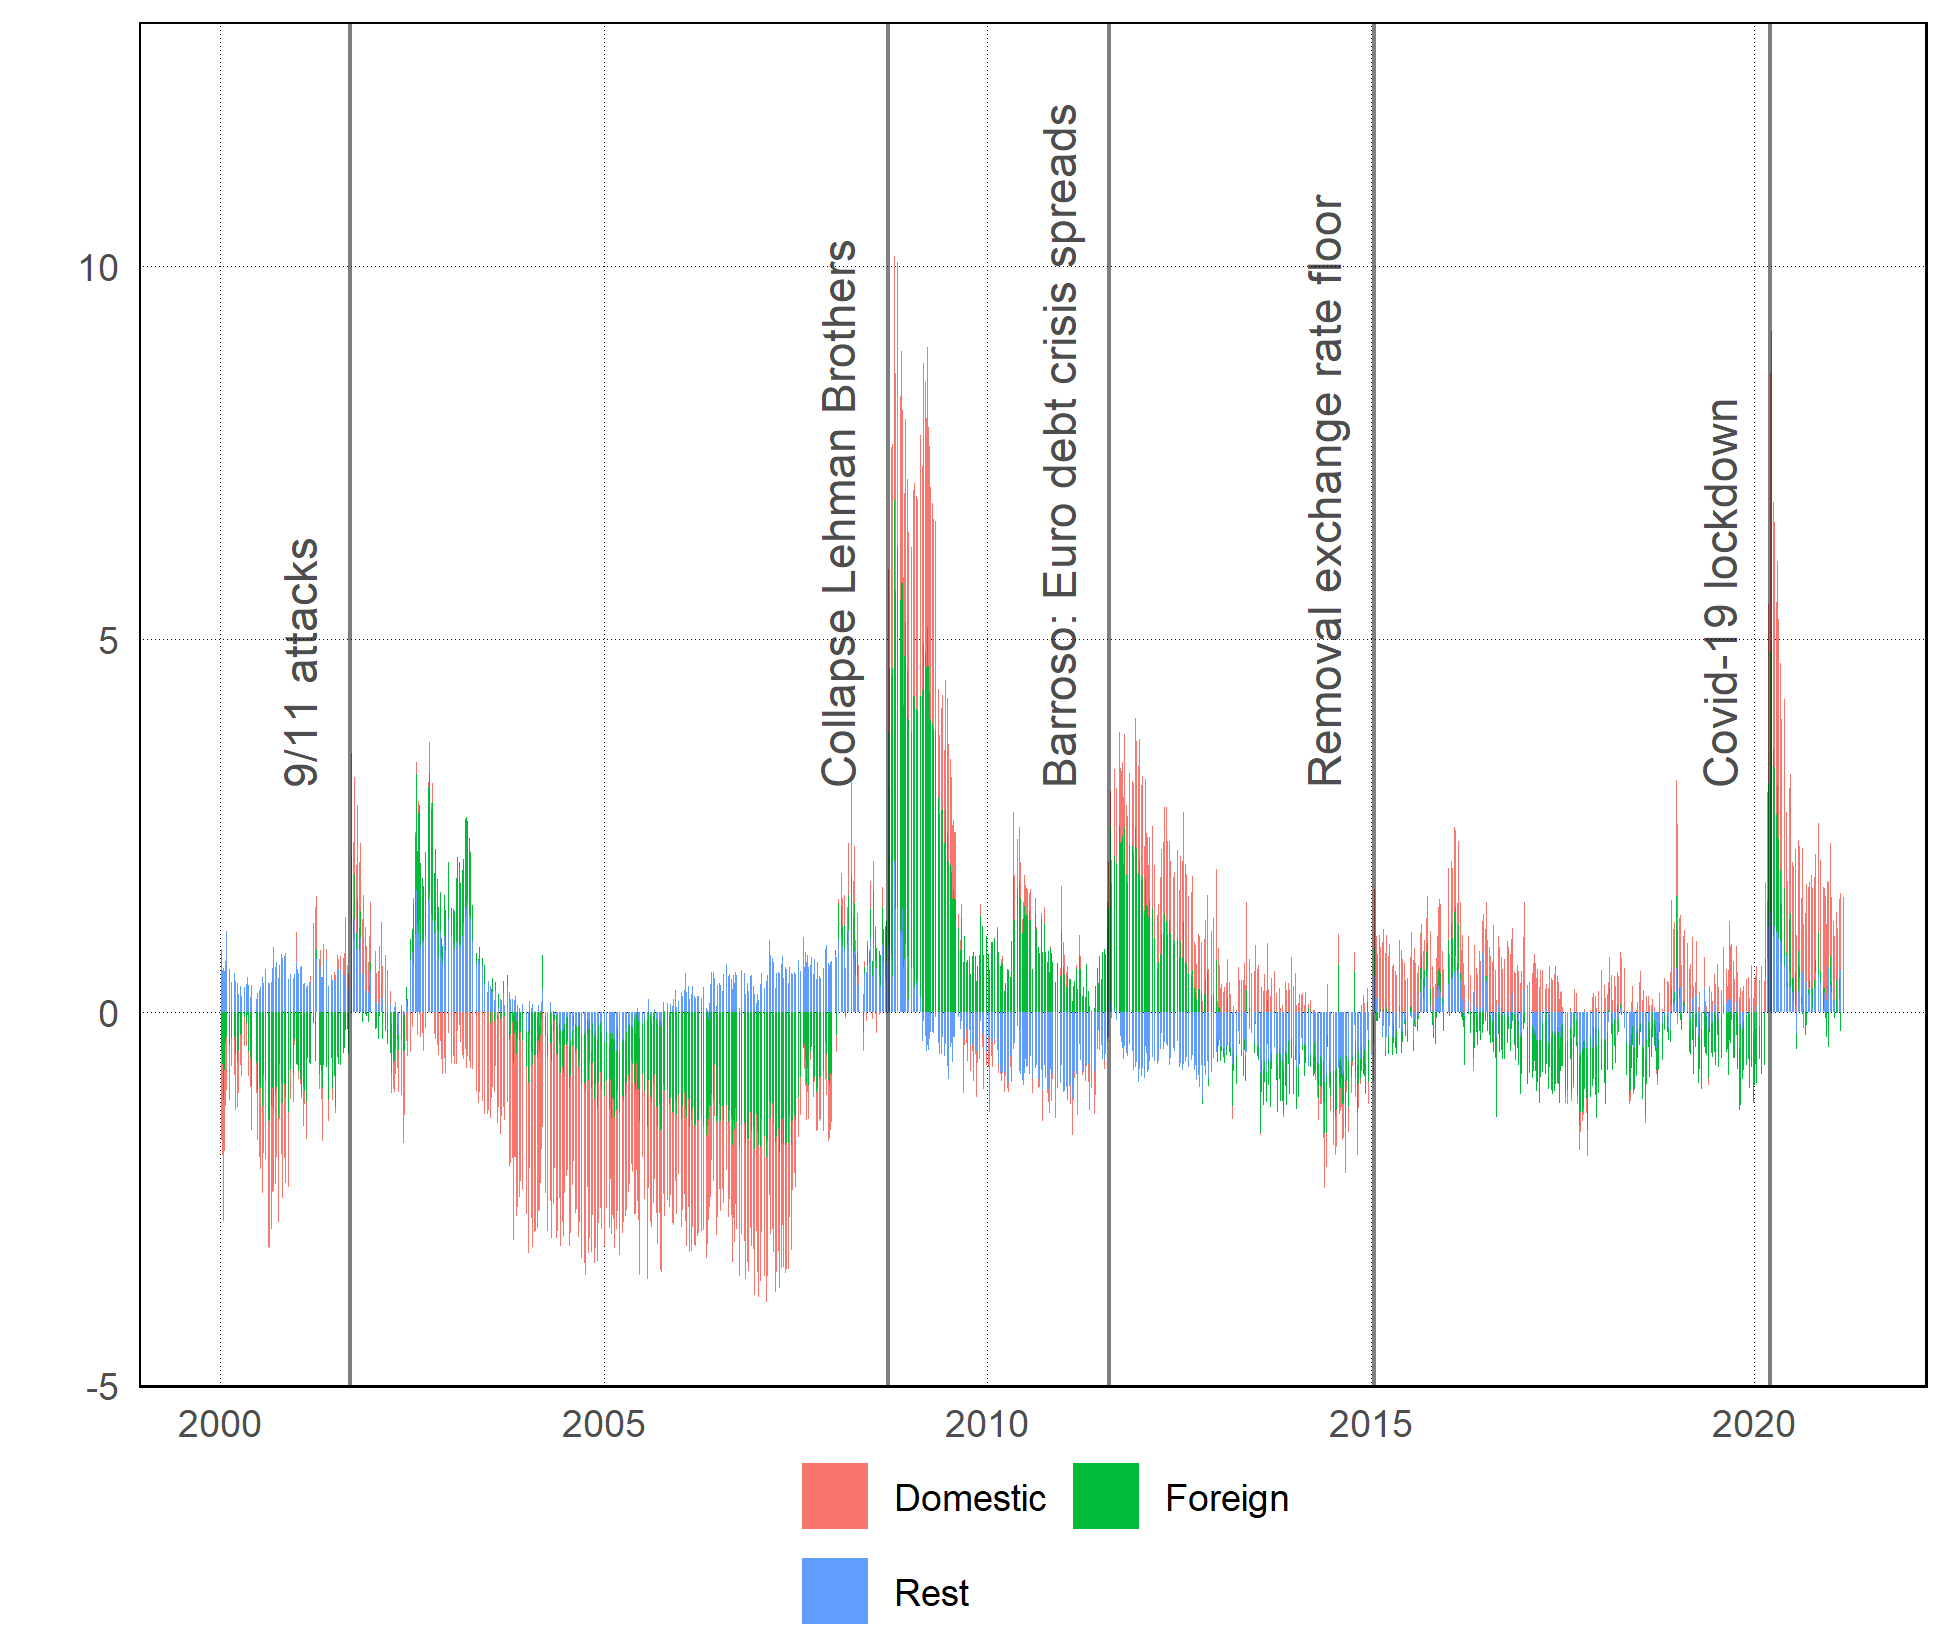 10
5
0
-5
9/11 attacks
Collapse Lehman Brothers
Barroso: Euro debt crisis spreads
Removal exchange rate floor
Covid-19 lockdown
2000
2005
2010
2015
2020
Domestic
Foreign
Rest